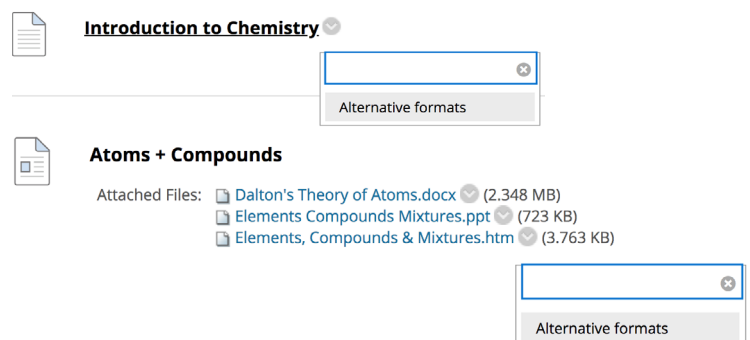 Introduction to Chemistry
Alternative formats
Atoms + Compounds
Attached Files: Dalton's Theory of Atoms.docx (2.348 MB)
Elements Compounds Mixtures.ppt (723 KB)
Elements, Compounds & Mixtures.htm (3.763 KB)
Alternative formats